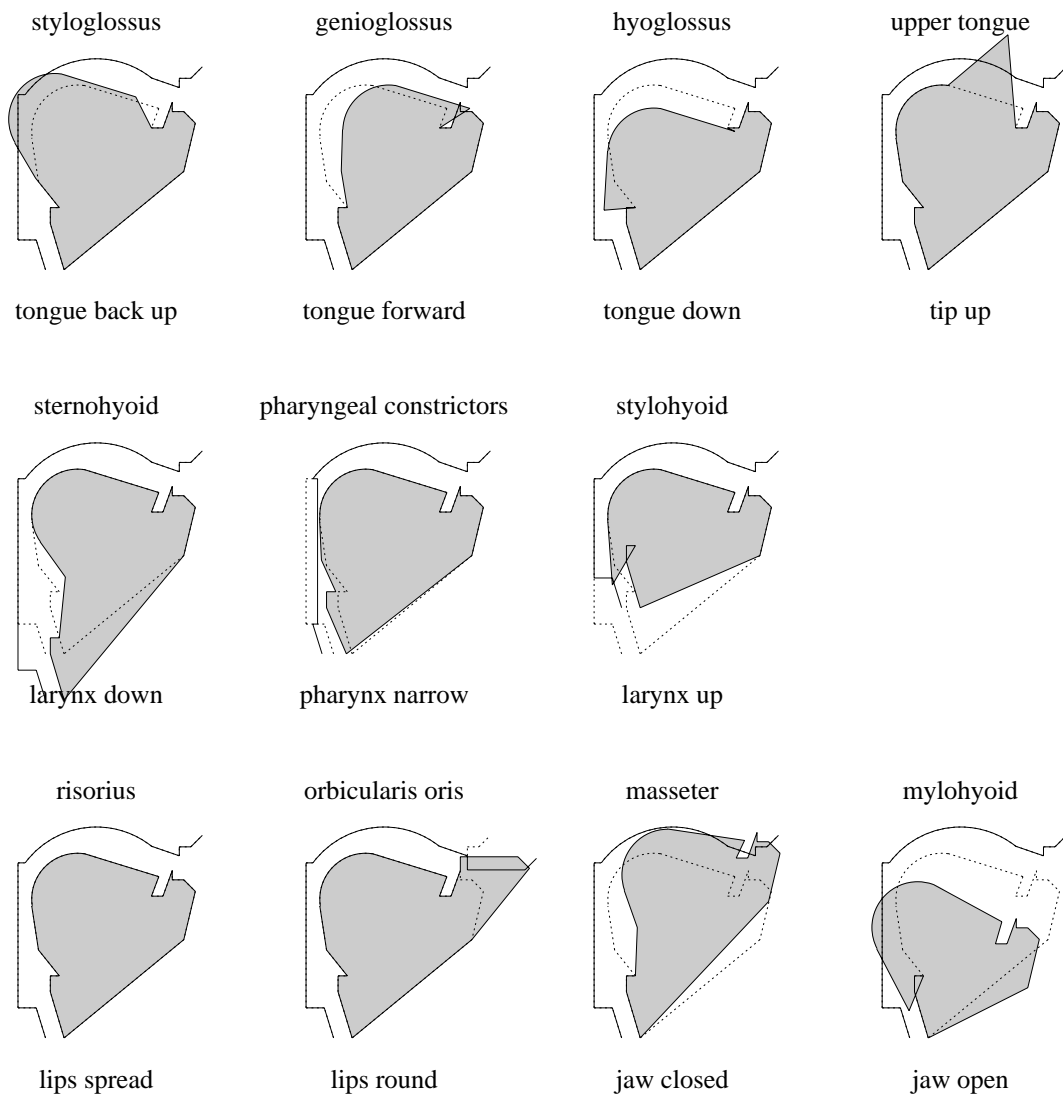 styloglossus
genioglossus
hyoglossus
upper tongue
tongue back up
tongue forward
tongue down
tip up
sternohyoid
pharyngeal constrictors
stylohyoid
larynx down
pharynx narrow
larynx up
risorius
orbicularis oris
masseter
mylohyoid
lips spread
lips round
jaw closed
jaw open